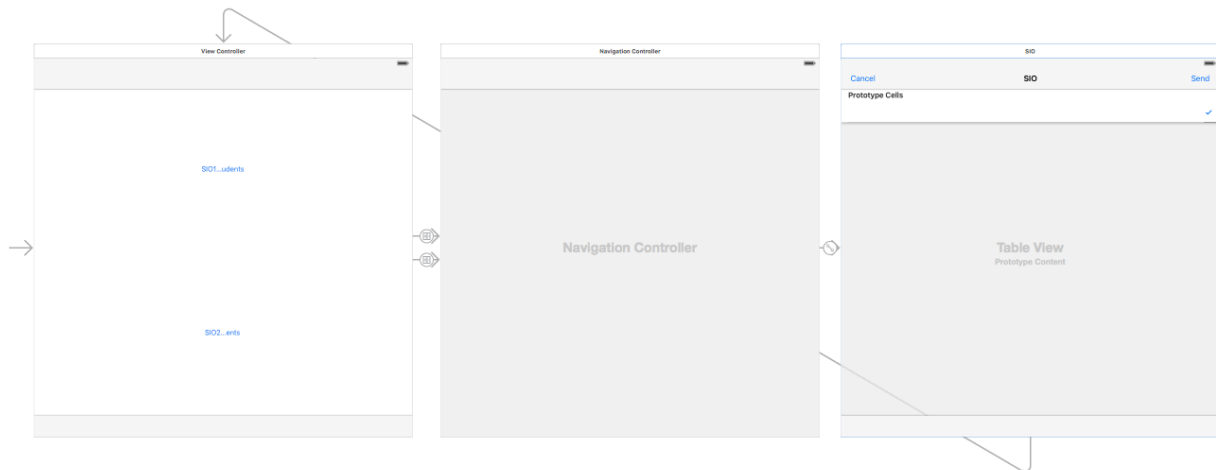 View Controller
SIO1...udents
SIO2...ents
Navigation Controller
Navigation Controller
SIO
Cancel SIO Send
Prototype Cells
Table View
Prototype Content